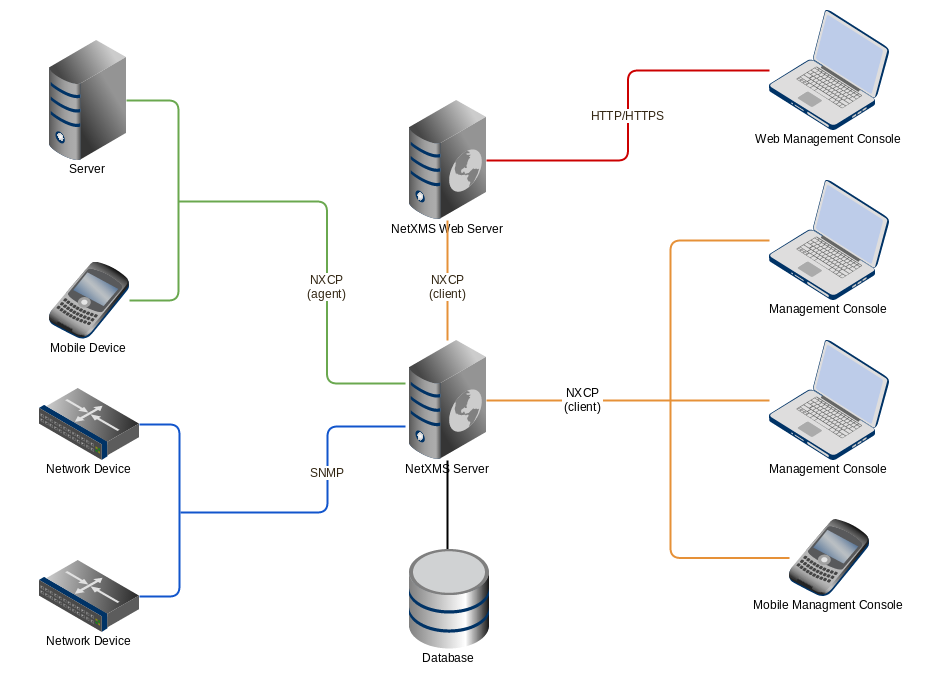 Server
Mobile Device
Network Device
Network Device
NXCP
(agent)
SNMP
NetXMS Web Server
NXCP
(client)
NetXMS Server
Database
HTTP/HTTPS
NXCP
(client)
Web Management Console
Management Console
Management Console
Mobile Managment Console